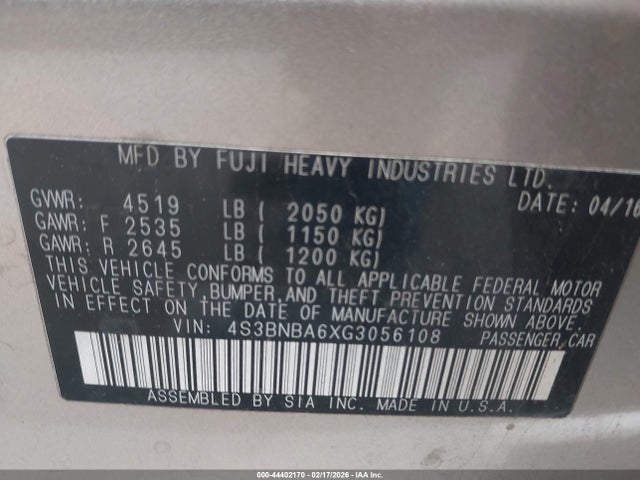 MFD BY FUJI HEAVY INDUSTRIES LTD.
GVWR: 4519 LB ( 2050 KG) DATE: 04/16
GAWR: F 2535 LB ( 1150 KG)
GAWR: R 2645 LB ( 1200 KG)
THIS VEHICLE CONFORMS TO ALL APPLICABLE FEDERAL MOTOR
VEHICLE SAFETY,BUMPER,AND THEFT PREVENTION STANDARDS
IN EFFECT ON THE DATE OF MANUFACTURE SHOWN ABOVE.
VIN: 4S3BNBA6XG3056108 PASSENGER CAR
ASSEMBLED BY SIA INC. MADE IN U.S.A.
000-44402170 - 02/17/2026 - IAA Inc.